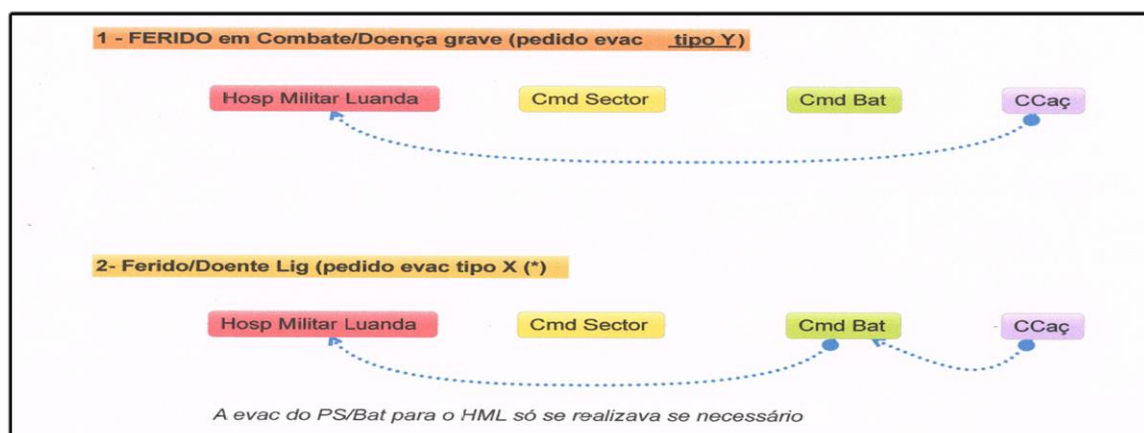 1 - FERIDO em Combate/Doença grave (pedido evac tipo Y)
Hosp Militar Luanda Cmd Sector Cmd Bat CCaç
2- Ferido/Doente Lig (pedido evac tipo X (*)
Hosp Militar Luanda Cmd Sector Cmd Bat CCaç
A evac do PS/Bat para o HML só se realizava se necessário